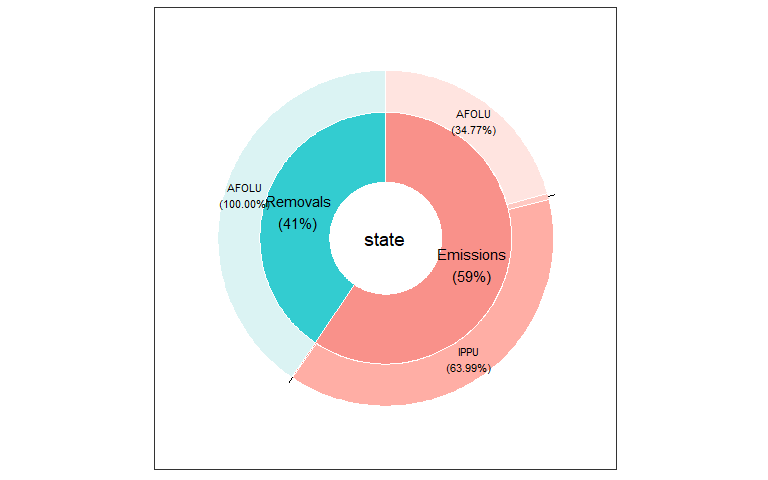 AFOLU
(34.77%)
AFOLU
(100.00%)
Removals
(41%)
state
Emissions
(59%)
IPPU
(63.99%)